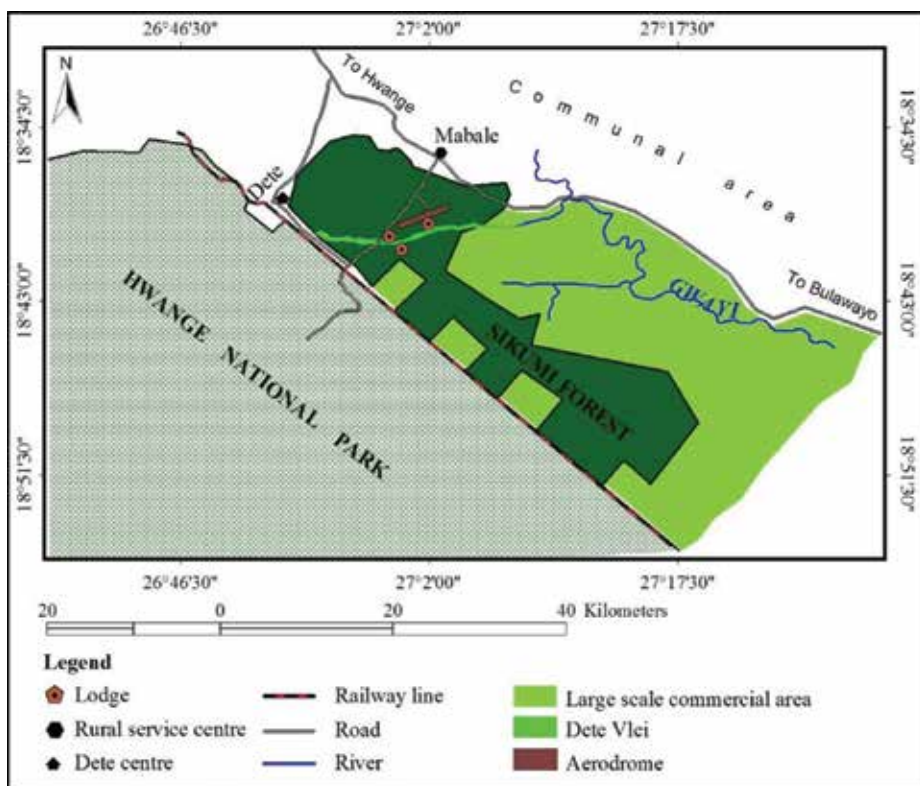 26°46'30" 27°2'00" 27°17'30"
N
To Hwange
Communal area
18°34'30"
18°34'30"
Mabale
Dete
To Bulawayo
18°43'00"
18°43'00"
GWAYI
HWANGE NATIONAL PARK
SIKUMI FOREST
18°51'30"
18°51'30"
26°46'30" 27°2'00" 27°17'30"
20 0 20 40 Kilometers
Legend
Lodge Railway line Large scale commercial area
Rural service centre Road Dete Vlei
Dete centre River Aerodrome